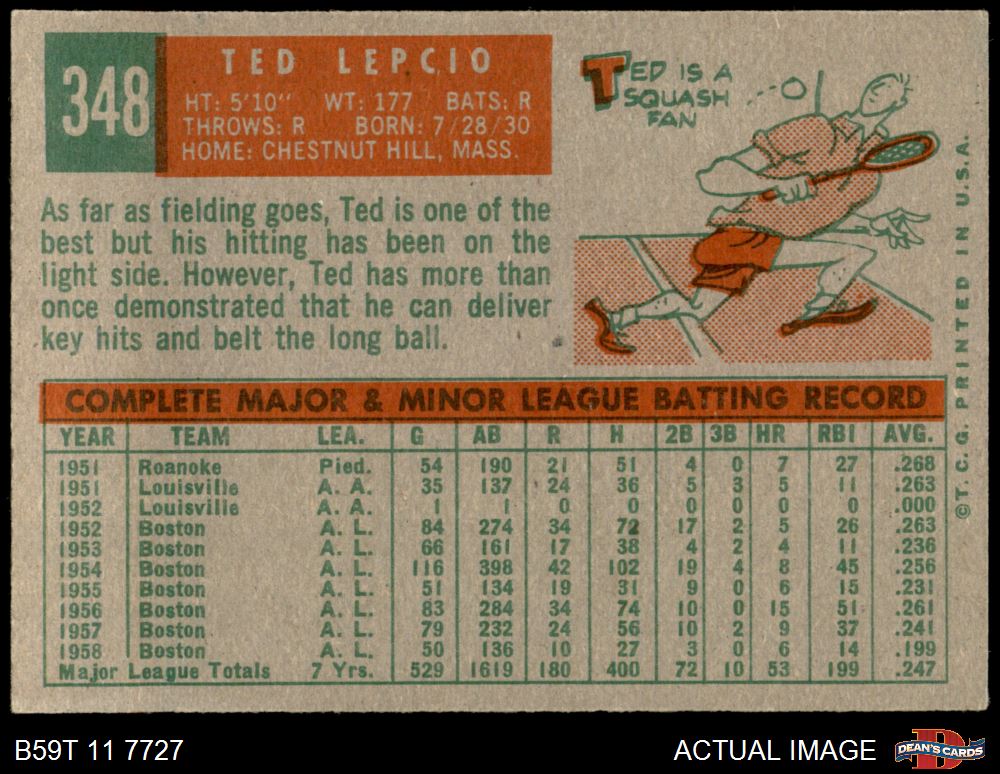 348
TED LEPCIO
HT: 5'10" WT: 177 BATS: R
THROWS: R BORN: 7/28/30
HOME: CHESTNUT HILL, MASS.
TED IS A
SQUASH
FAN
As far as fielding goes, Ted is one of the
best but his hitting has been on the
light side. However, Ted has more than
once demonstrated that he can deliver
key hits and belt the long ball.
COMPLETE MAJOR & MINOR LEAGUE BATTING RECORD
YEAR TEAM LEA. G AB R H 2B 3B HR RBI AVG.
1951 Roanoke Pied. 54 190 21 51 4 0 7 27 .268
1951 Louisville A. A. 35 137 24 36 5 3 5 11 .263
1952 Louisville A. A. 1 1 0 0 0 0 0 0 .000
1952 Boston A. L. 84 274 34 72 17 2 5 26 .263
1953 Boston A. L. 66 161 17 38 4 2 4 11 .236
1954 Boston A. L. 116 398 42 102 19 4 8 45 .256
1955 Boston A. L. 51 134 19 31 9 0 6 15 .231
1956 Boston A. L. 83 284 34 74 10 0 15 51 .261
1957 Boston A. L. 79 232 24 56 10 2 9 37 .241
1958 Boston A. L. 50 136 10 27 3 0 6 14 .199
Major League Totals 7 Yrs. 529 1619 180 400 72 10 53 199 .247
©T. C. G. PRINTED IN U.S.A.
B59T 11 7727
ACTUAL IMAGE
D
DEAN'S CARDS